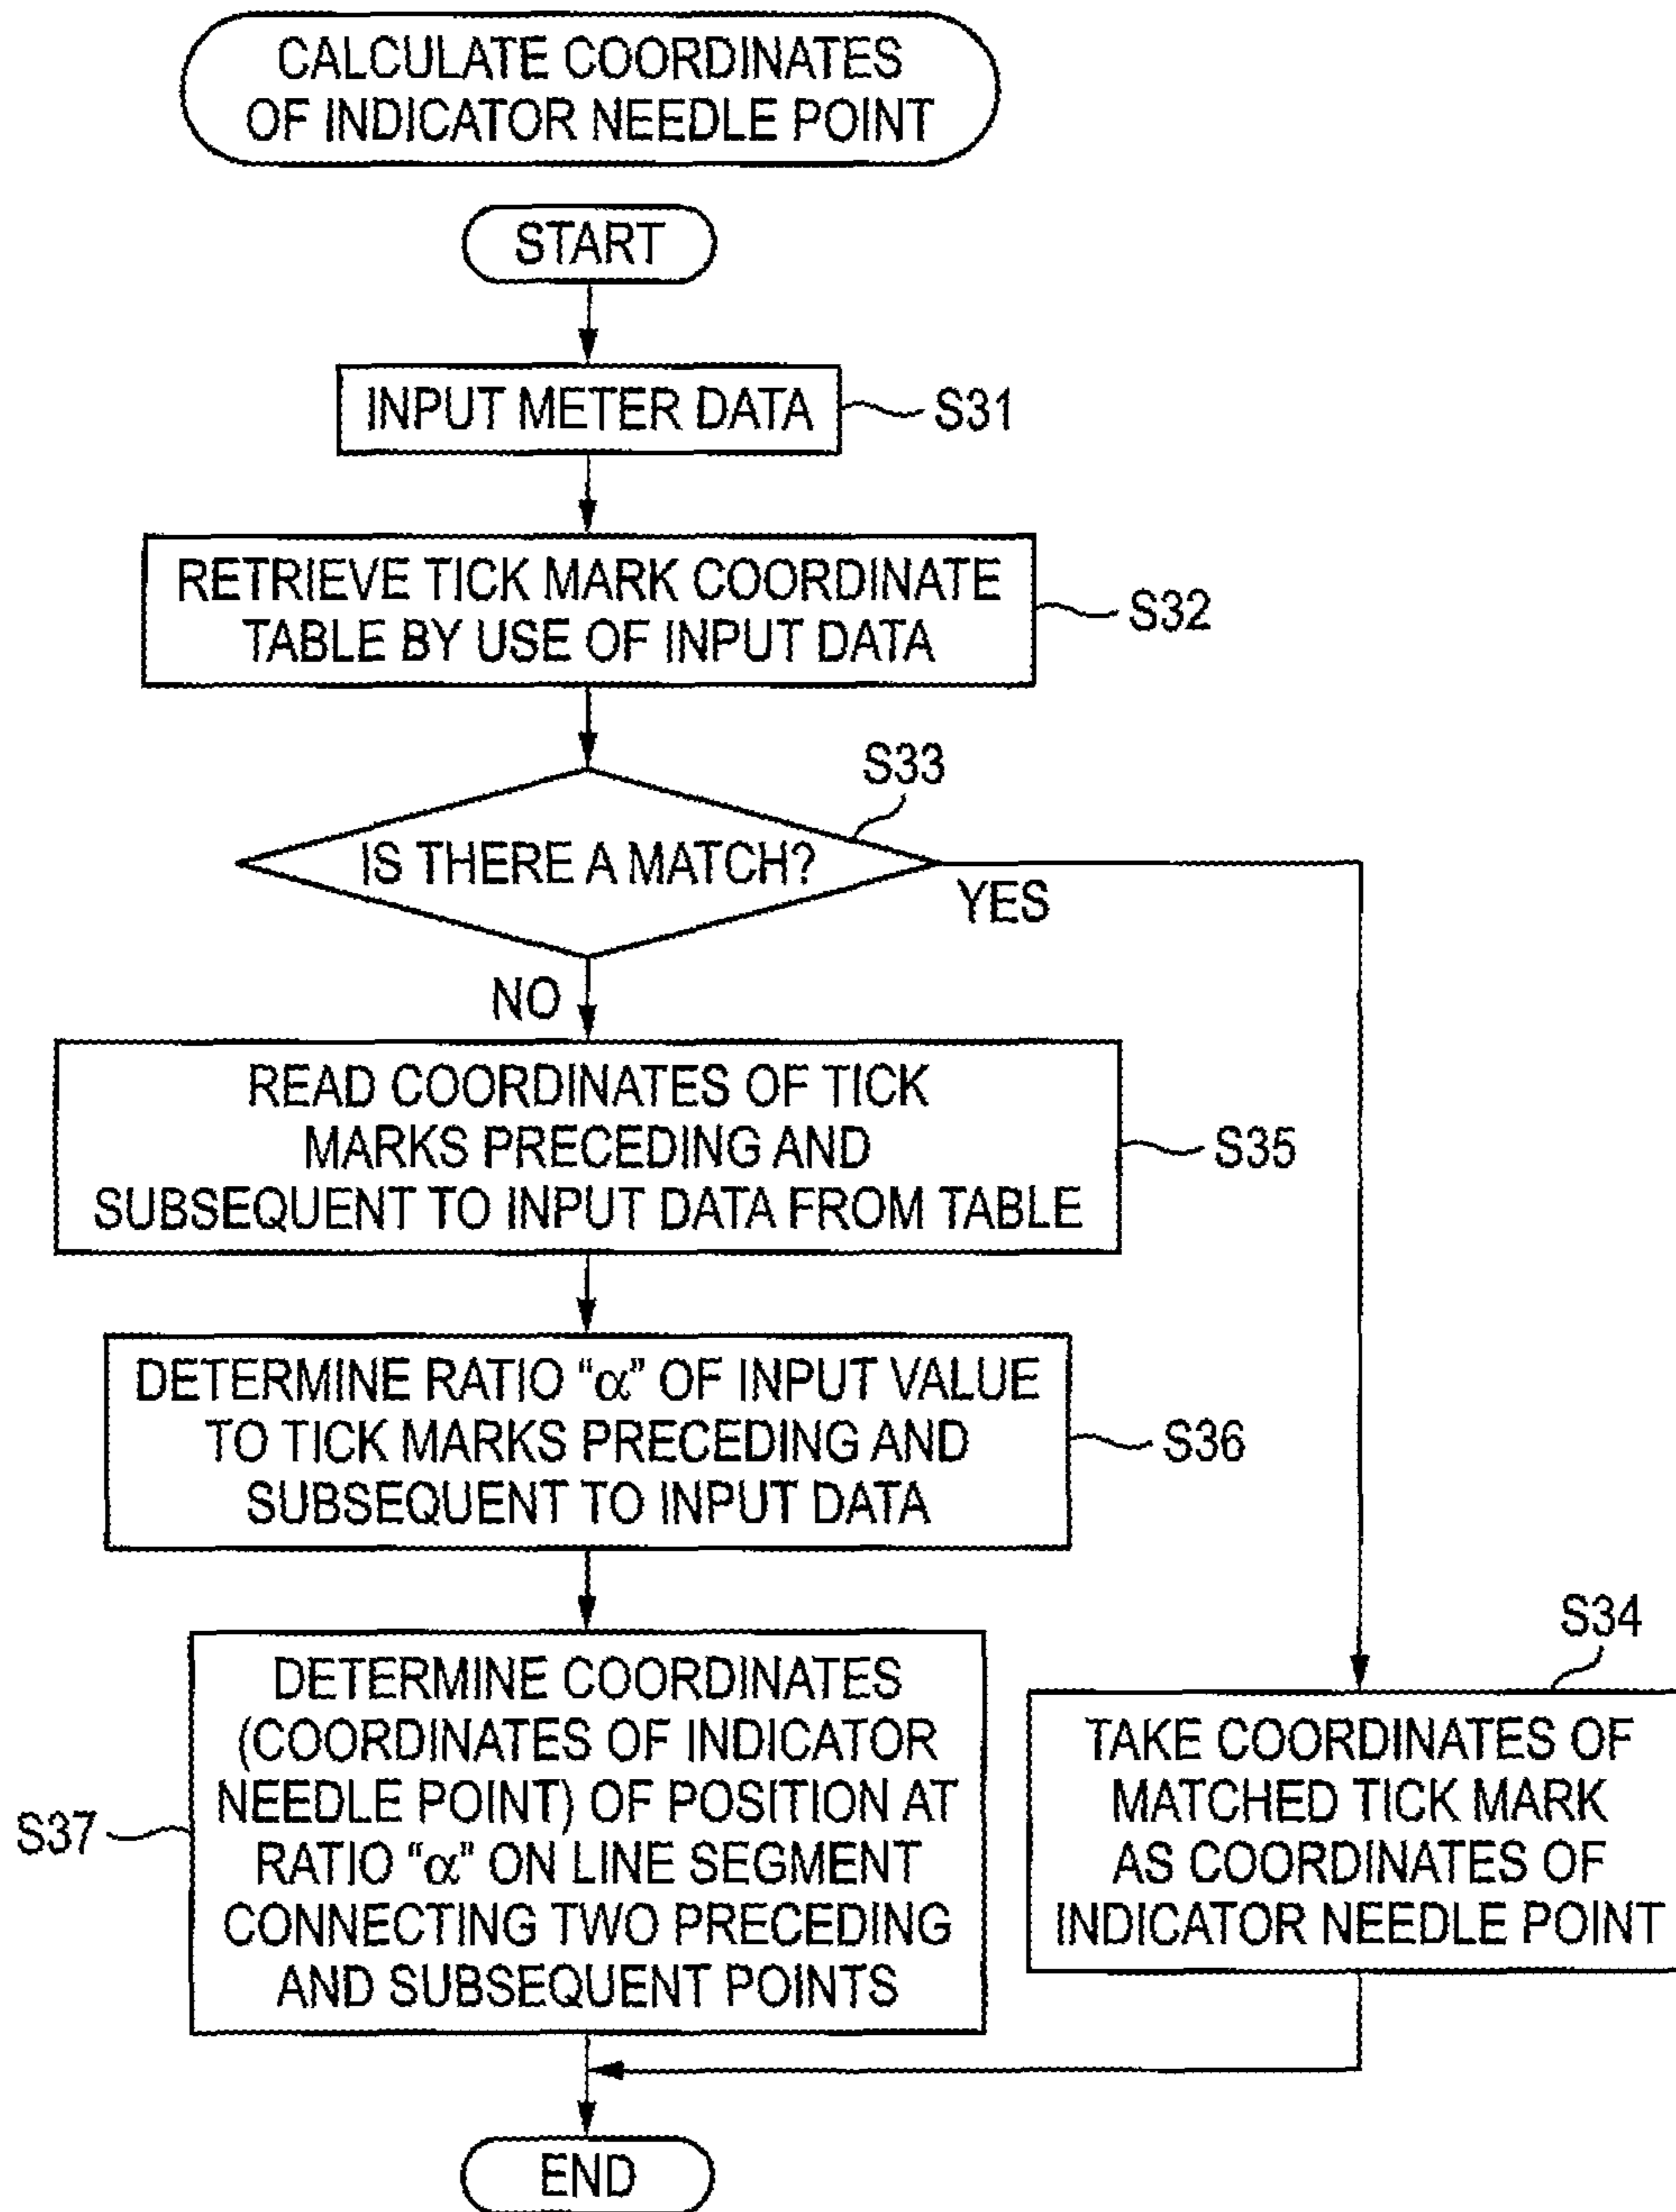 CALCULATE COORDINATES
OF INDICATOR NEEDLE POINT
START
INPUT METER DATA
S31
RETRIEVE TICK MARK COORDINATE
TABLE BY USE OF INPUT DATA
S32
S33
IS THERE A MATCH?
YES
NO
READ COORDINATES OF TICK
MARKS PRECEDING AND
SUBSEQUENT TO INPUT DATA FROM TABLE
S35
DETERMINE RATIO “α” OF INPUT VALUE
TO TICK MARKS PRECEDING AND
SUBSEQUENT TO INPUT DATA
S36
DETERMINE COORDINATES
(COORDINATES OF INDICATOR
NEEDLE POINT) OF POSITION AT
RATIO “α” ON LINE SEGMENT
CONNECTING TWO PRECEDING
AND SUBSEQUENT POINTS
S37
S34
TAKE COORDINATES OF
MATCHED TICK MARK
AS COORDINATES OF
INDICATOR NEEDLE POINT
END